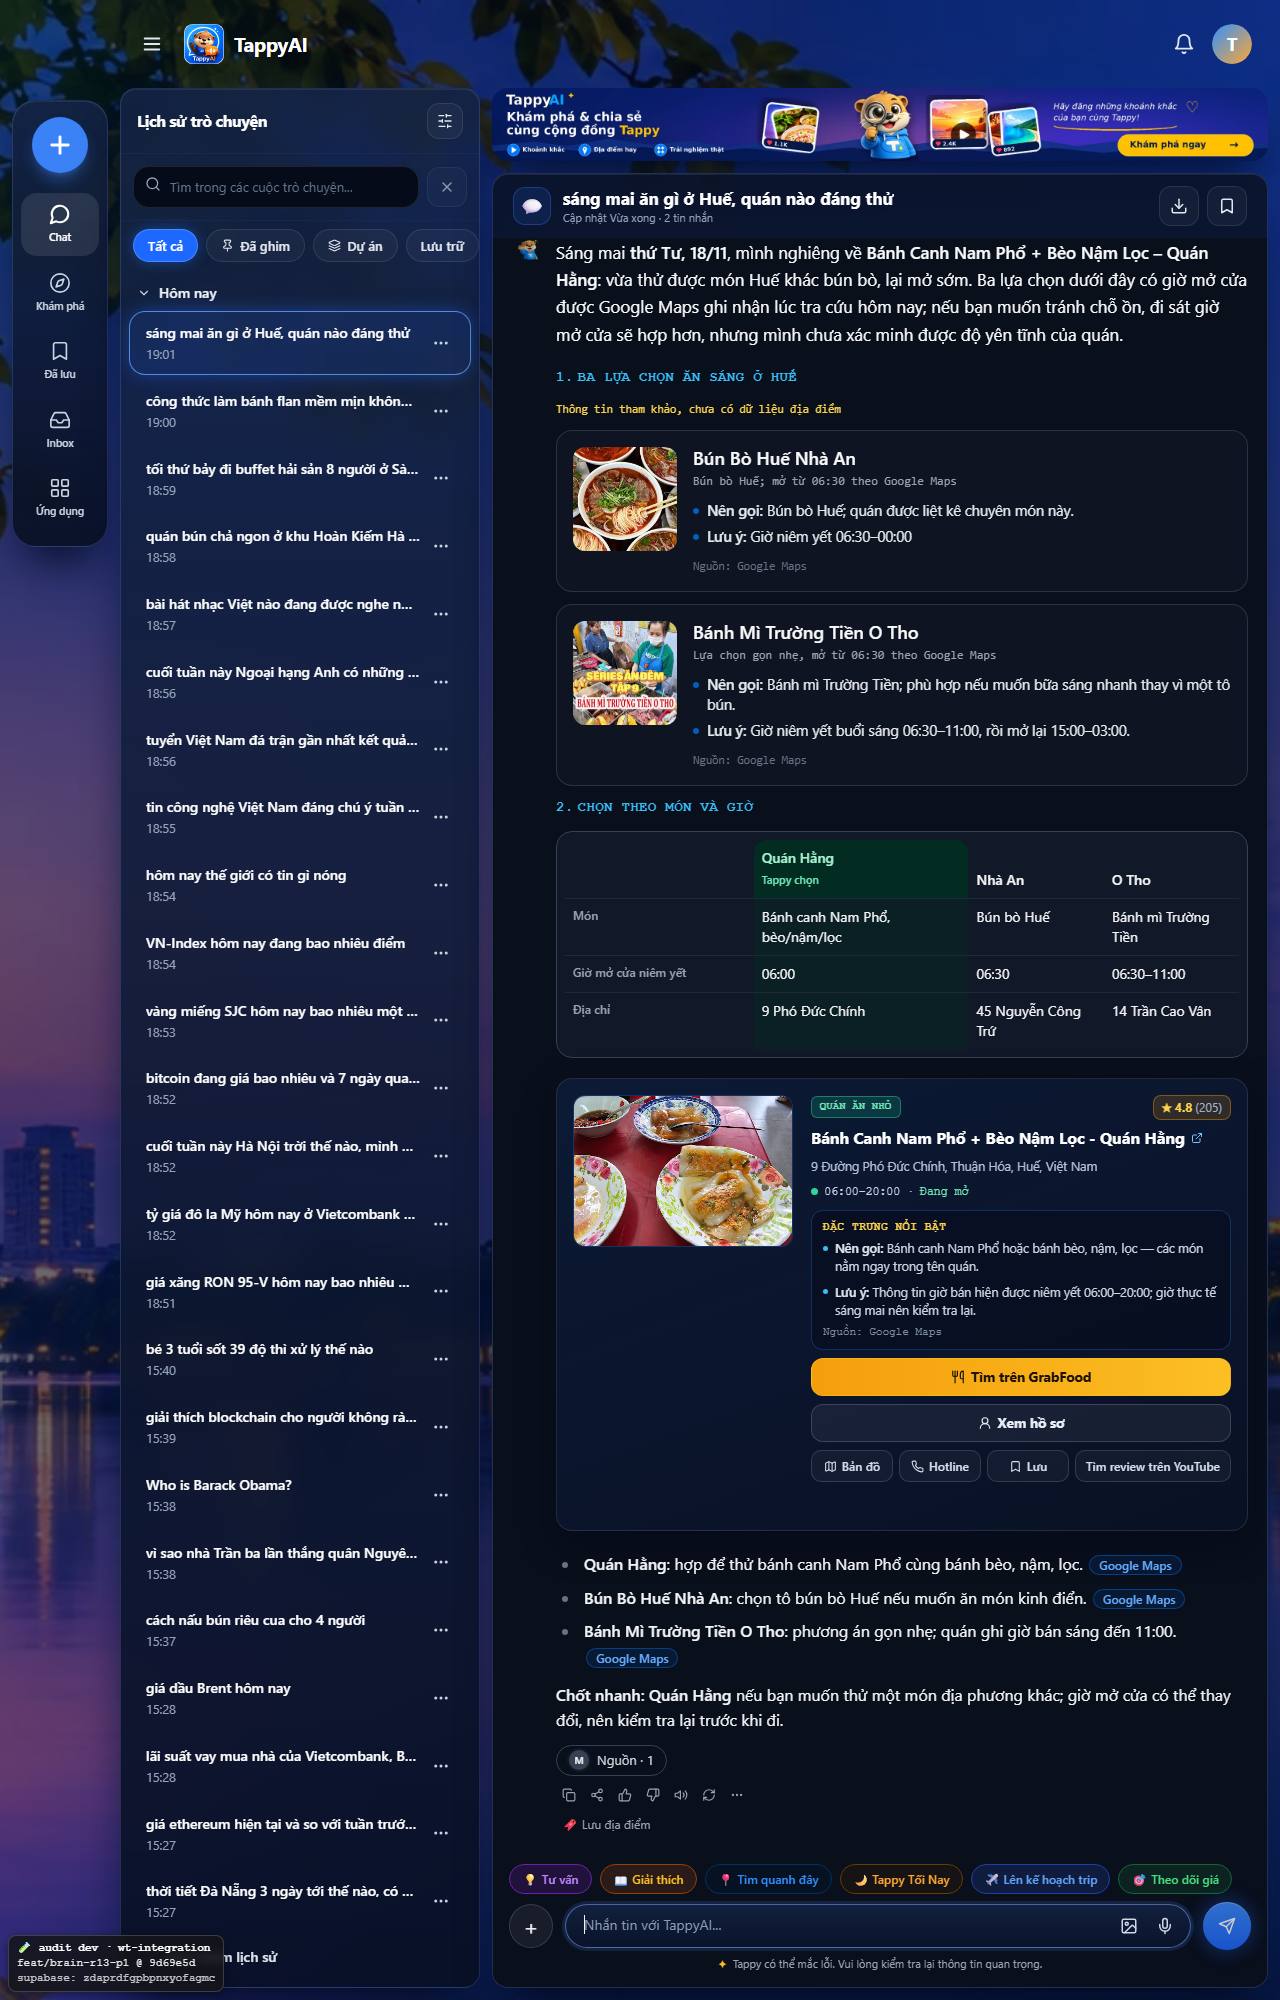 TappyAI
T
Lịch sử trò chuyện
Tìm trong các cuộc trò chuyện...
Tất cả
Đã ghim
Dự án
Lưu trữ
Chat
Khám phá
Đã lưu
Inbox
Ứng dụng
Hôm nay
sáng mai ăn gì ở Huế, quán nào đáng thử
19:01
công thức làm bánh flan mềm mịn khôn...
19:00
tối thứ bảy đi buffet hải sản 8 người ở Sà...
18:59
quán bún chả ngon ở khu Hoàn Kiếm Hà ...
18:58
bài hát nhạc Việt nào đang được nghe n...
18:57
cuối tuần này Ngoại hạng Anh có những ...
18:56
tuyển Việt Nam đá trận gần nhất kết quả...
18:56
tin công nghệ Việt Nam đáng chú ý tuần ...
18:55
hôm nay thế giới có tin gì nóng
18:54
VN-Index hôm nay đang bao nhiêu điểm
18:54
vàng miếng SJC hôm nay bao nhiêu một ...
18:53
bitcoin đang giá bao nhiêu và 7 ngày qua...
18:52
cuối tuần này Hà Nội trời thế nào, mình ...
18:52
tỷ giá đô la Mỹ hôm nay ở Vietcombank ...
18:52
giá xăng RON 95-V hôm nay bao nhiêu ...
18:51
bé 3 tuổi sốt 39 độ thì xử lý thế nào
15:40
giải thích blockchain cho người không rà...
15:39
Who is Barack Obama?
15:38
vì sao nhà Trần ba lần thắng quân Nguyê...
15:38
cách nấu bún riêu cua cho 4 người
15:37
giá dầu Brent hôm nay
15:28
lãi suất vay mua nhà của Vietcombank, B...
15:28
giá ethereum hiện tại và so với tuần trướ...
15:27
thời tiết Đà Nẵng 3 ngày tới thế nào, có ...
15:27
m lịch sử
audit dev · wt-integration
feat/brain-r13-p1 @ 9d69e5d
supabase: zdaprdfgpbpnxyofagmc
TappyAI
Khám phá & chia sẻ
cùng cộng đồng Tappy
Khoảnh khắc
Địa điểm hay
Trải nghiệm thật
1.1K
2.4K
892
Hãy đăng những khoảnh khắc
của bạn cùng Tappy!
Khám phá ngay →
sáng mai ăn gì ở Huế, quán nào đáng thử
Cập nhật Vừa xong · 2 tin nhắn
Sáng mai thứ Tư, 18/11, mình nghiêng về Bánh Canh Nam Phổ + Bèo Nậm Lọc – Quán
Hằng: vừa thử được món Huế khác bún bò, lại mở sớm. Ba lựa chọn dưới đây có giờ mở cửa
được Google Maps ghi nhận lúc tra cứu hôm nay; nếu bạn muốn tránh chỗ ồn, đi sát giờ
mở cửa sẽ hợp hơn, nhưng mình chưa xác minh được độ yên tĩnh của quán.
1. BA LỰA CHỌN ĂN SÁNG Ở HUẾ
Thông tin tham khảo, chưa có dữ liệu địa điểm
Bún Bò Huế Nhà An
Bún bò Huế; mở từ 06:30 theo Google Maps
Nên gọi: Bún bò Huế; quán được liệt kê chuyên món này.
Lưu ý: Giờ niêm yết 06:30–00:00
Nguồn: Google Maps
SERIES ĂN ĐÊM
TẬP 9
BÁNH MÌ TRƯỜNG TIỀN O THO
Bánh Mì Trường Tiền O Tho
Lựa chọn gọn nhẹ, mở từ 06:30 theo Google Maps
Nên gọi: Bánh mì Trường Tiền; phù hợp nếu muốn bữa sáng nhanh thay vì một tô
bún.
Lưu ý: Giờ niêm yết buổi sáng 06:30–11:00, rồi mở lại 15:00–03:00.
Nguồn: Google Maps
2. CHỌN THEO MÓN VÀ GIỜ
Quán Hằng
Tappy chọn
Nhà An
O Tho
Món
Bánh canh Nam Phổ,
bèo/nậm/lọc
Bún bò Huế
Bánh mì Trường
Tiền
Giờ mở cửa niêm yết
06:00
06:30
06:30–11:00
Địa chỉ
9 Phó Đức Chính
45 Nguyễn Công
Trứ
14 Trần Cao Vân
QUÁN ĂN NHỎ
4.8 (205)
Bánh Canh Nam Phổ + Bèo Nậm Lọc - Quán Hằng
9 Đường Phó Đức Chính, Thuận Hóa, Huế, Việt Nam
06:00–20:00 · Đang mở
ĐẶC TRƯNG NỔI BẬT
Nên gọi: Bánh canh Nam Phổ hoặc bánh bèo, nậm, lọc — các món
nằm ngay trong tên quán.
Lưu ý: Thông tin giờ bán hiện được niêm yết 06:00–20:00; giờ thực tế
sáng mai nên kiểm tra lại.
Nguồn: Google Maps
Tìm trên GrabFood
Xem hồ sơ
Bản đồ
Hotline
Lưu
Tìm review trên YouTube
Quán Hằng: hợp để thử bánh canh Nam Phổ cùng bánh bèo, nậm, lọc. Google Maps
Bún Bò Huế Nhà An: chọn tô bún bò Huế nếu muốn ăn món kinh điển. Google Maps
Bánh Mì Trường Tiền O Tho: phương án gọn nhẹ; quán ghi giờ bán sáng đến 11:00.
Google Maps
Chốt nhanh: Quán Hằng nếu bạn muốn thử một món địa phương khác; giờ mở cửa có thể thay
đổi, nên kiểm tra lại trước khi đi.
M Nguồn · 1
Lưu địa điểm
Tư vấn
Giải thích
Tìm quanh đây
Tappy Tối Nay
Lên kế hoạch trip
Theo dõi giá
Nhắn tin với TappyAI...
Tappy có thể mắc lỗi. Vui lòng kiểm tra lại thông tin quan trọng.